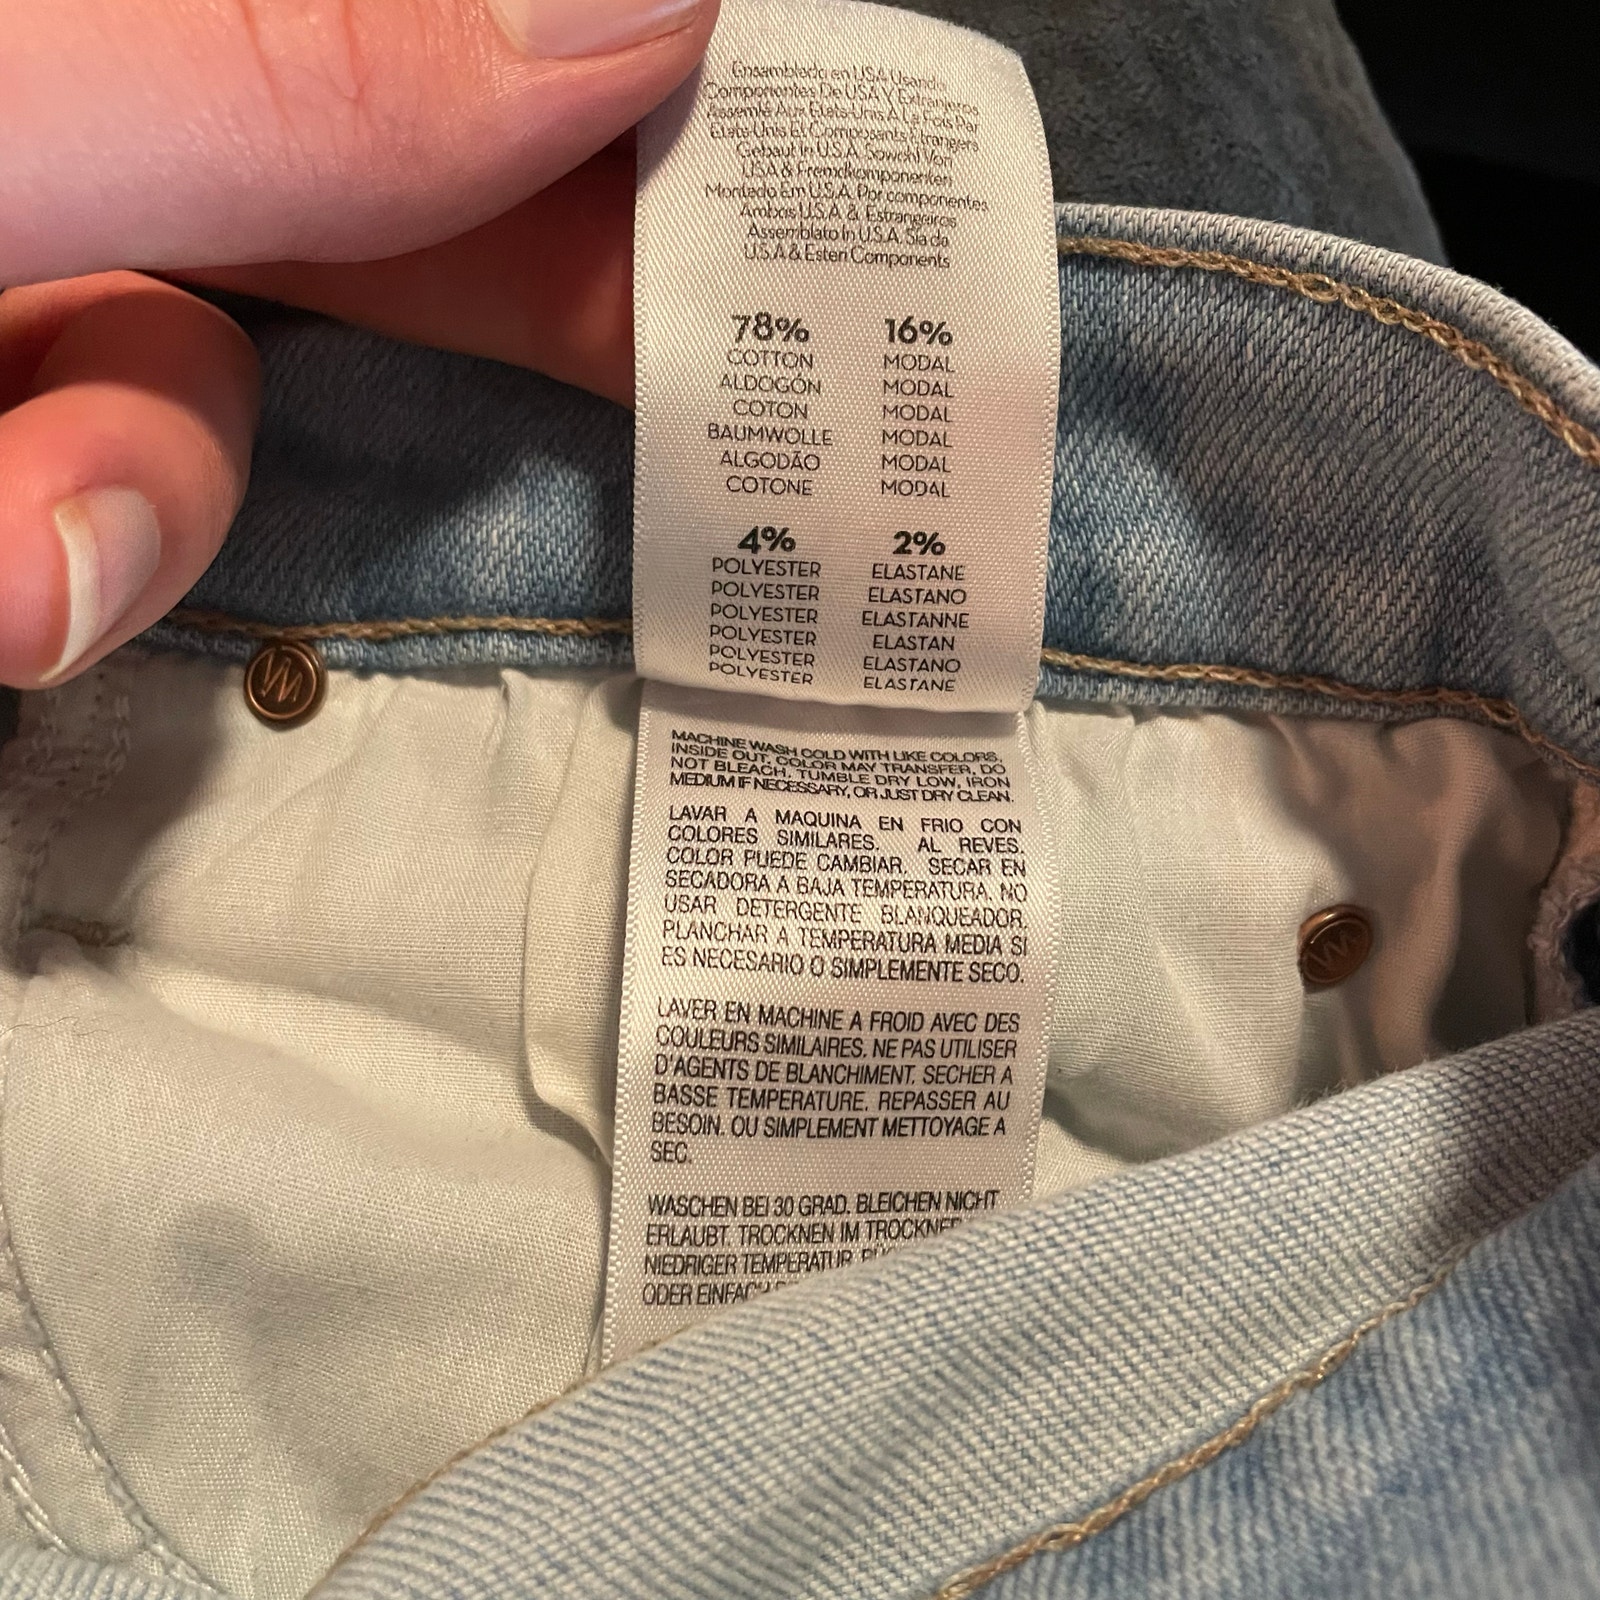 Ensamblado en USA Usando
Componentes De USA Y Extranjeros
Assemlé Aux Etats-Unis A La Fois Par
Etats-Unis Et Composants Etrangers
Gebaut In U.S.A. Sowohl Von
USA & Fremdkomponenten
Montado Em U.S.A. Por componentes
Ambos U.S.A. & Estrangeiros
Assemblato In U.S.A. Sia da
U.S.A & Esteri Components
78% 16%
COTTON MODAL
ALDOGÓN MODAL
COTON MODAL
BAUMWOLLE MODAL
ALGODÃO MODAL
COTONE MODAL
4% 2%
POLYESTER ELASTANE
POLYESTER ELASTANO
POLYESTER ELASTANNE
POLYESTER ELASTAN
POLYESTER ELASTANO
POLYESTER ELASTANE
MACHINE WASH COLD WITH LIKE COLORS,
INSIDE OUT, COLOR MAY TRANSFER, DO
NOT BLEACH, TUMBLE DRY LOW, IRON
MEDIUM IF NECESSARY, OR JUST DRY CLEAN.
LAVAR A MAQUINA EN FRIO CON
COLORES SIMILARES. AL REVES.
COLOR PUEDE CAMBIAR. SECAR EN
SECADORA A BAJA TEMPERATURA. NO
USAR DETERGENTE BLANQUEADOR.
PLANCHAR A TEMPERATURA MEDIA SI
ES NECESARIO O SIMPLEMENTE SECO.
LAVER EN MACHINE A FROID AVEC DES
COULEURS SIMILAIRES. NE PAS UTILISER
D'AGENTS DE BLANCHIMENT. SECHER A
BASSE TEMPERATURE. REPASSER AU
BESOIN. OU SIMPLEMENT METTOYAGE A
SEC.
WASCHEN BEI 30 GRAD. BLEICHEN NICHT
ERLAUBT. TROCKNEN IM TROCKNER
NIEDRIGER TEMPERATUR.
ODER EINFACH